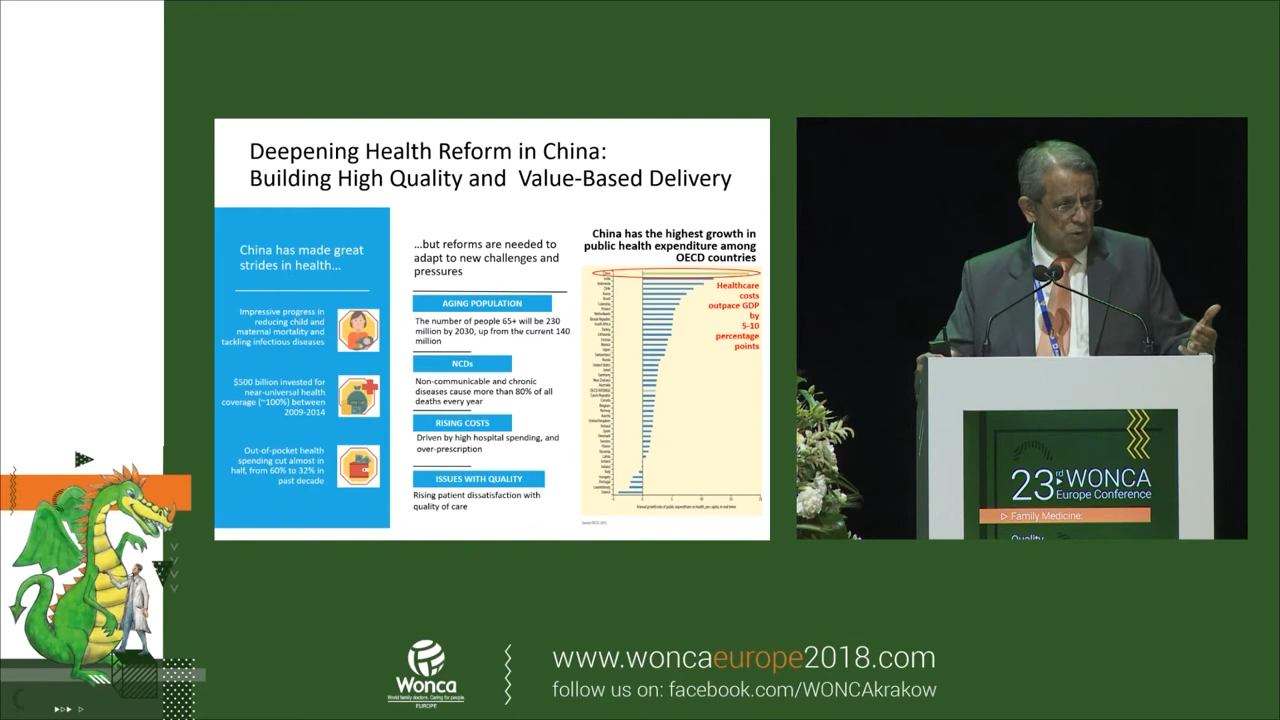 Deepening Health Reform in China:
Building High Quality and Value-Based Delivery
China has made great
strides in health...
Impressive progress in
reducing child and
maternal mortality and
tackling infectious diseases
$500 billion invested for
near-universal health
coverage (~100%) between
2009-2014
Out-of-pocket health
spending cut almost in
half, from 60% to 32% in
past decade
...but reforms are needed to
adapt to new challenges and
pressures
AGING POPULATION
The number of people 65+ will be 230
million by 2030, up from the current 140
million
NCDs
Non-communicable and chronic
diseases cause more than 80% of all
deaths every year
RISING COSTS
Driven by high hospital spending, and
over-prescription
ISSUES WITH QUALITY
Rising patient dissatisfaction with
quality of care
China has the highest growth in
public health expenditure among
OECD countries
Healthcare
costs
outpace GDP
by
5-10
percentage
points
23rd WONCA
Europe Conference
Family Medicine:
Quality
Wonca
World family doctors. Caring for people.
EUROPE
www.woncaeurope2018.com
follow us on: facebook.com/WONCAkrakow